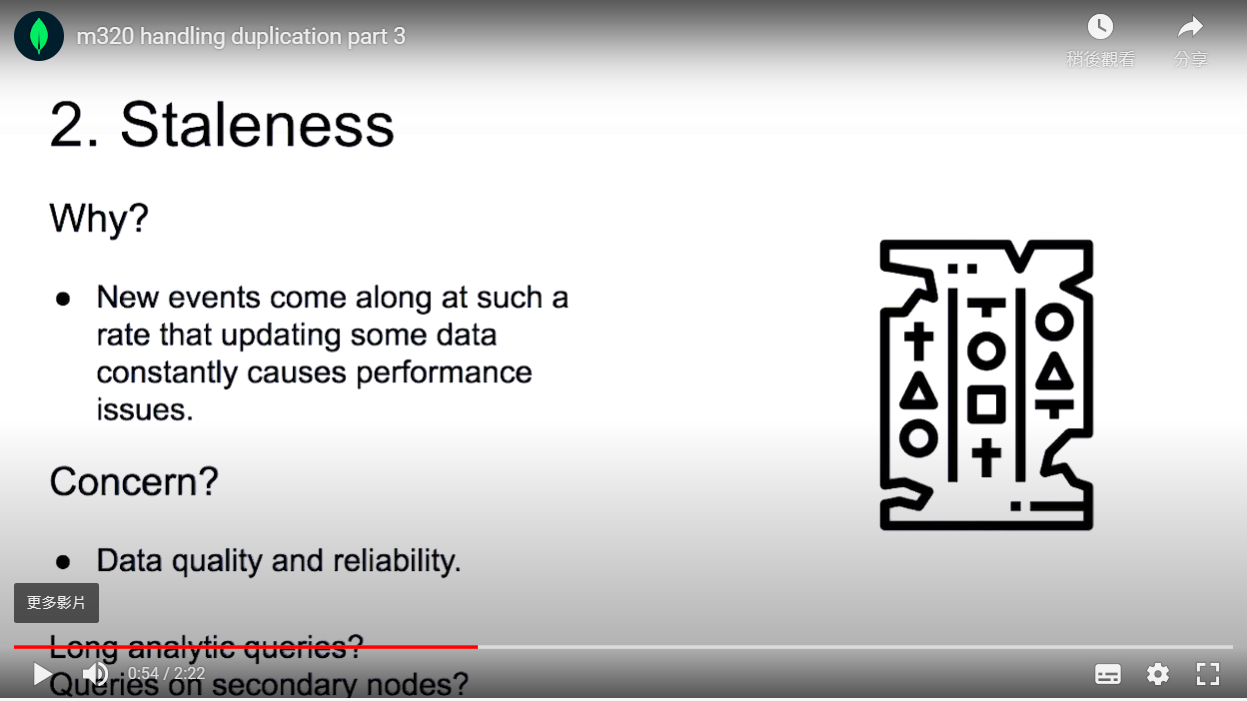 m320 handling duplication part 3
稍後觀看
分享
2. Staleness
Why?
● New events come along at such a
rate that updating some data
constantly causes performance
issues.
Concern?
● Data quality and reliability.
更多影片
Long analytic queries?
0:54 / 2:22
Queries on secondary nodes?